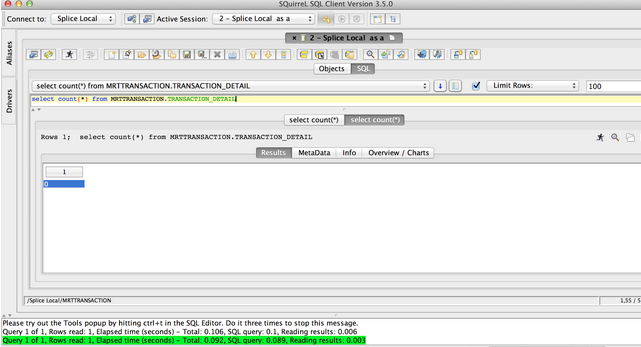 SQuirreL SQL Client Version 3.5.0
Connect to: Splice Local Active Session: 2 - Splice Local as a
2 - Splice Local as a
Objects SQL
select count(*) from MRTTRANSACTION.TRANSACTION_DETAIL Limit Rows: 100
select count(*) from MRTTRANSACTION.TRANSACTION_DETAIL
select count(*) select count(*)
Rows 1; select count(*) from MRTTRANSACTION.TRANSACTION_DETAIL
Results MetaData Info Overview / Charts
1
0
Aliases
Drivers
/Splice Local/MRTTRANSACTION 1,55 / 5
Please try out the Tools popup by hitting ctrl+t in the SQL Editor. Do it three times to stop this message.
Query 1 of 1, Rows read: 1, Elapsed time (seconds) - Total: 0.106, SQL query: 0.1, Reading results: 0.006
Query 1 of 1, Rows read: 1, Elapsed time (seconds) - Total: 0.092, SQL query: 0.089, Reading results: 0.003